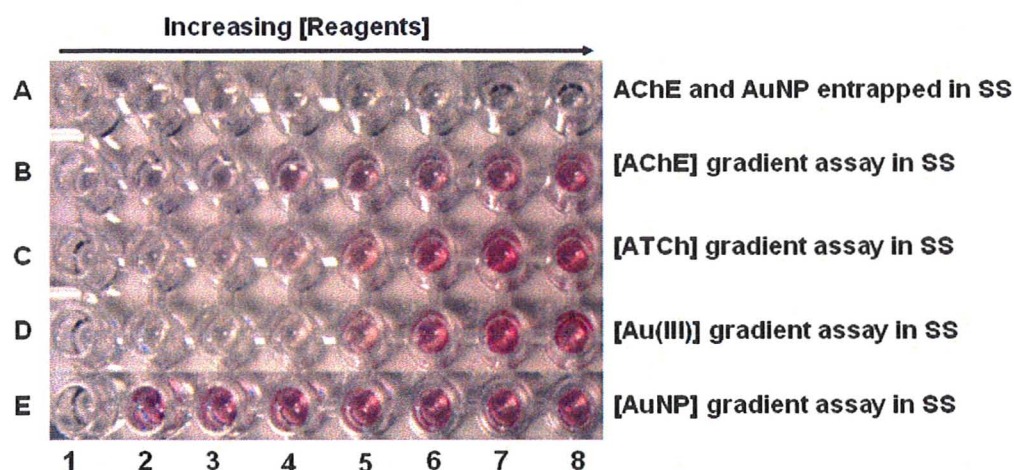 Increasing [Reagents]
A AChE and AuNP entrapped in SS
B [AChE] gradient assay in SS
C [ATCh] gradient assay in SS
D [Au(III)] gradient assay in SS
E [AuNP] gradient assay in SS
1 2 3 4 5 6 7 8